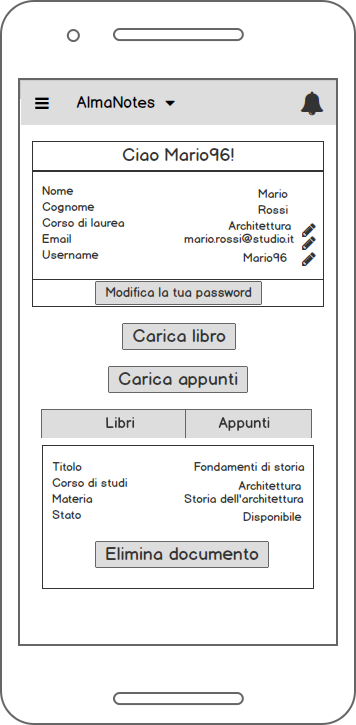 AlmaNotes
Ciao Mario96!
Nome Mario
Cognome Rossi
Corso di laurea Architettura
Email mario.rossi@studio.it
Username Mario96
Modifica la tua password
Carica libro
Carica appunti
Libri Appunti
Titolo Fondamenti di storia
Corso di studi Architettura
Materia Storia dell'architettura
Stato Disponibile
Elimina documento